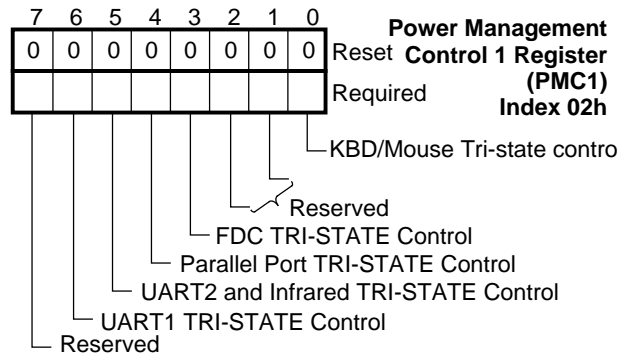 7 6 5 4 3 2 1 0
Power Management
0 0 0 0 0 0 0 0 Reset Control 1 Register
(PMC1)
Required
Index 02h
KBD/Mouse Tri-state contro
Reserved
FDC TRI-STATE Control
Parallel Port TRI-STATE Control
UART2 and Infrared TRI-STATE Control
UART1 TRI-STATE Control
Reserved